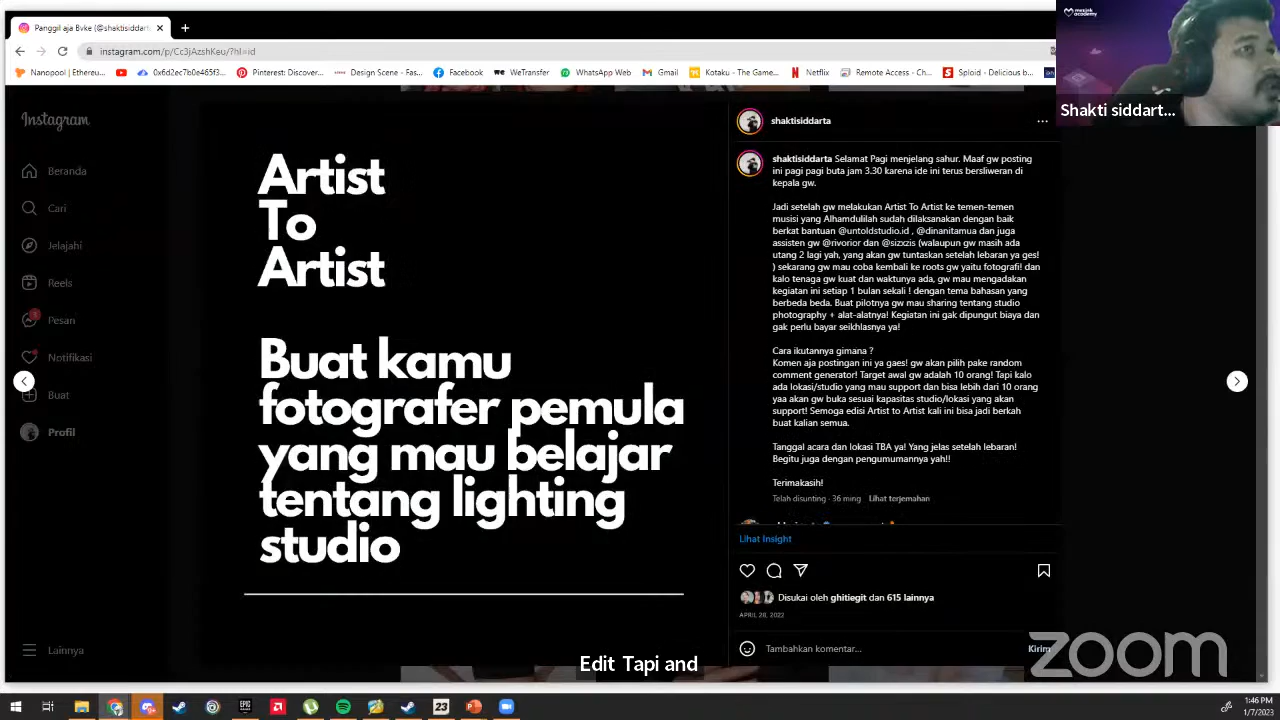 Panggil aja Bvke (@shaktisiddart
instagram.com/p/Cc3jAzshKeu/?hl=id
Nanopool | Ethereu...
0x6d2ec7b0e465f3...
Pinterest: Discover...
Design Scene - Fas...
Facebook
WeTransfer
WhatsApp Web
Gmail
Kotaku - The Game...
Netflix
Remote Access - Ch...
Sploid - Delicious b...
mesjek
academy
Shakti siddart...
Instagram
Beranda
Cari
Jelajahi
Reels
Pesan
Notifikasi
Buat
Profil
Lainnya
Artist
To
Artist
Buat kamu
fotografer pemula
yang mau belajar
tentang lighting
studio
shaktisiddarta
shaktisiddarta Selamat Pagi menjelang sahur. Maaf gw posting
ini pagi pagi buta jam 3.30 karena ide ini terus bersliweran di
kepala gw.
Jadi setelah gw melakukan Artist To Artist ke temen-temen
musisi yang Alhamdulilah sudah dilaksanakan dengan baik
berkat bantuan @untoldstudio.id , @dinanitamua dan juga
assisten gw @rivorior dan @sizxzis (walaupun gw masih ada
utang 2 lagi yah, yang akan gw tuntaskan setelah lebaran ya ges!
) sekarang gw mau coba kembali ke roots gw yaitu fotografi! dan
kalo tenaga gw kuat dan waktunya ada, gw mau mengadakan
kegiatan ini setiap 1 bulan sekali ! dengan tema bahasan yang
berbeda beda. Buat pilotnya gw mau sharing tentang studio
photography + alat-alatnya! Kegiatan ini gak dipungut biaya dan
gak perlu bayar seikhlasnya ya!
Cara ikutannya gimana ?
Komen aja postingan ini ya gaes! gw akan pilih pake random
comment generator! Target awal gw adalah 10 orang! Tapi kalo
ada lokasi/studio yang mau support dan bisa lebih dari 10 orang
yaa akan gw buka sesuai kapasitas studio/lokasi yang akan
support! Semoga edisi Artist to Artist kali ini bisa jadi berkah
buat kalian semua.
Tanggal acara dan lokasi TBA ya! Yang jelas setelah lebaran!
Begitu juga dengan pengumumannya yah!!
Terimakasih!
Telah disunting · 36 ming Lihat terjemahan
Lihat Insight
Disukai oleh ghitiegit dan 615 lainnya
APRIL 28, 2022
Tambahkan komentar...
Kirim
zoom
Edit Tapi and
EPIC
23
1:46 PM
1/7/2023